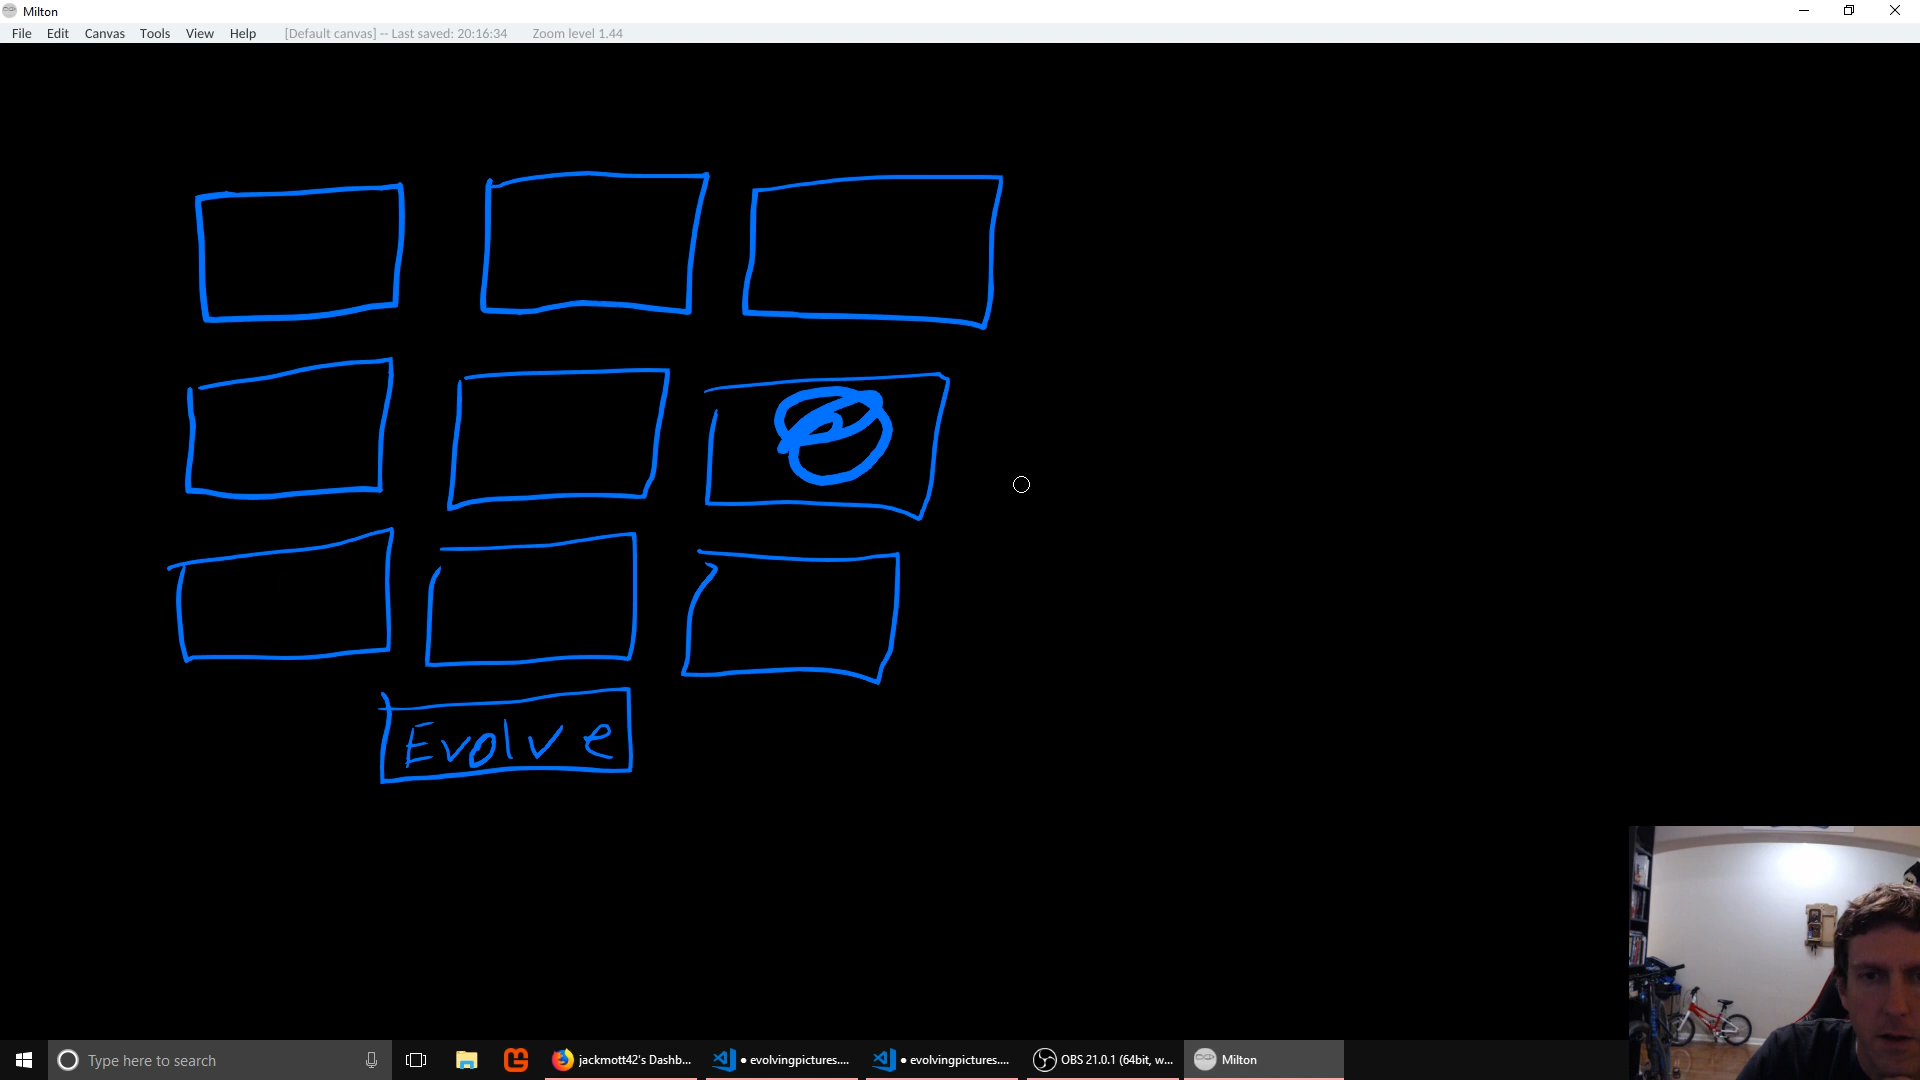 Milton
File Edit Canvas Tools View Help [Default canvas] -- Last saved: 20:16:34 Zoom level 1.44
Evolve
Type here to search jackmott42's Dashb... • evolvingpictures.... • evolvingpictures.... OBS 21.0.1 (64bit, w... Milton